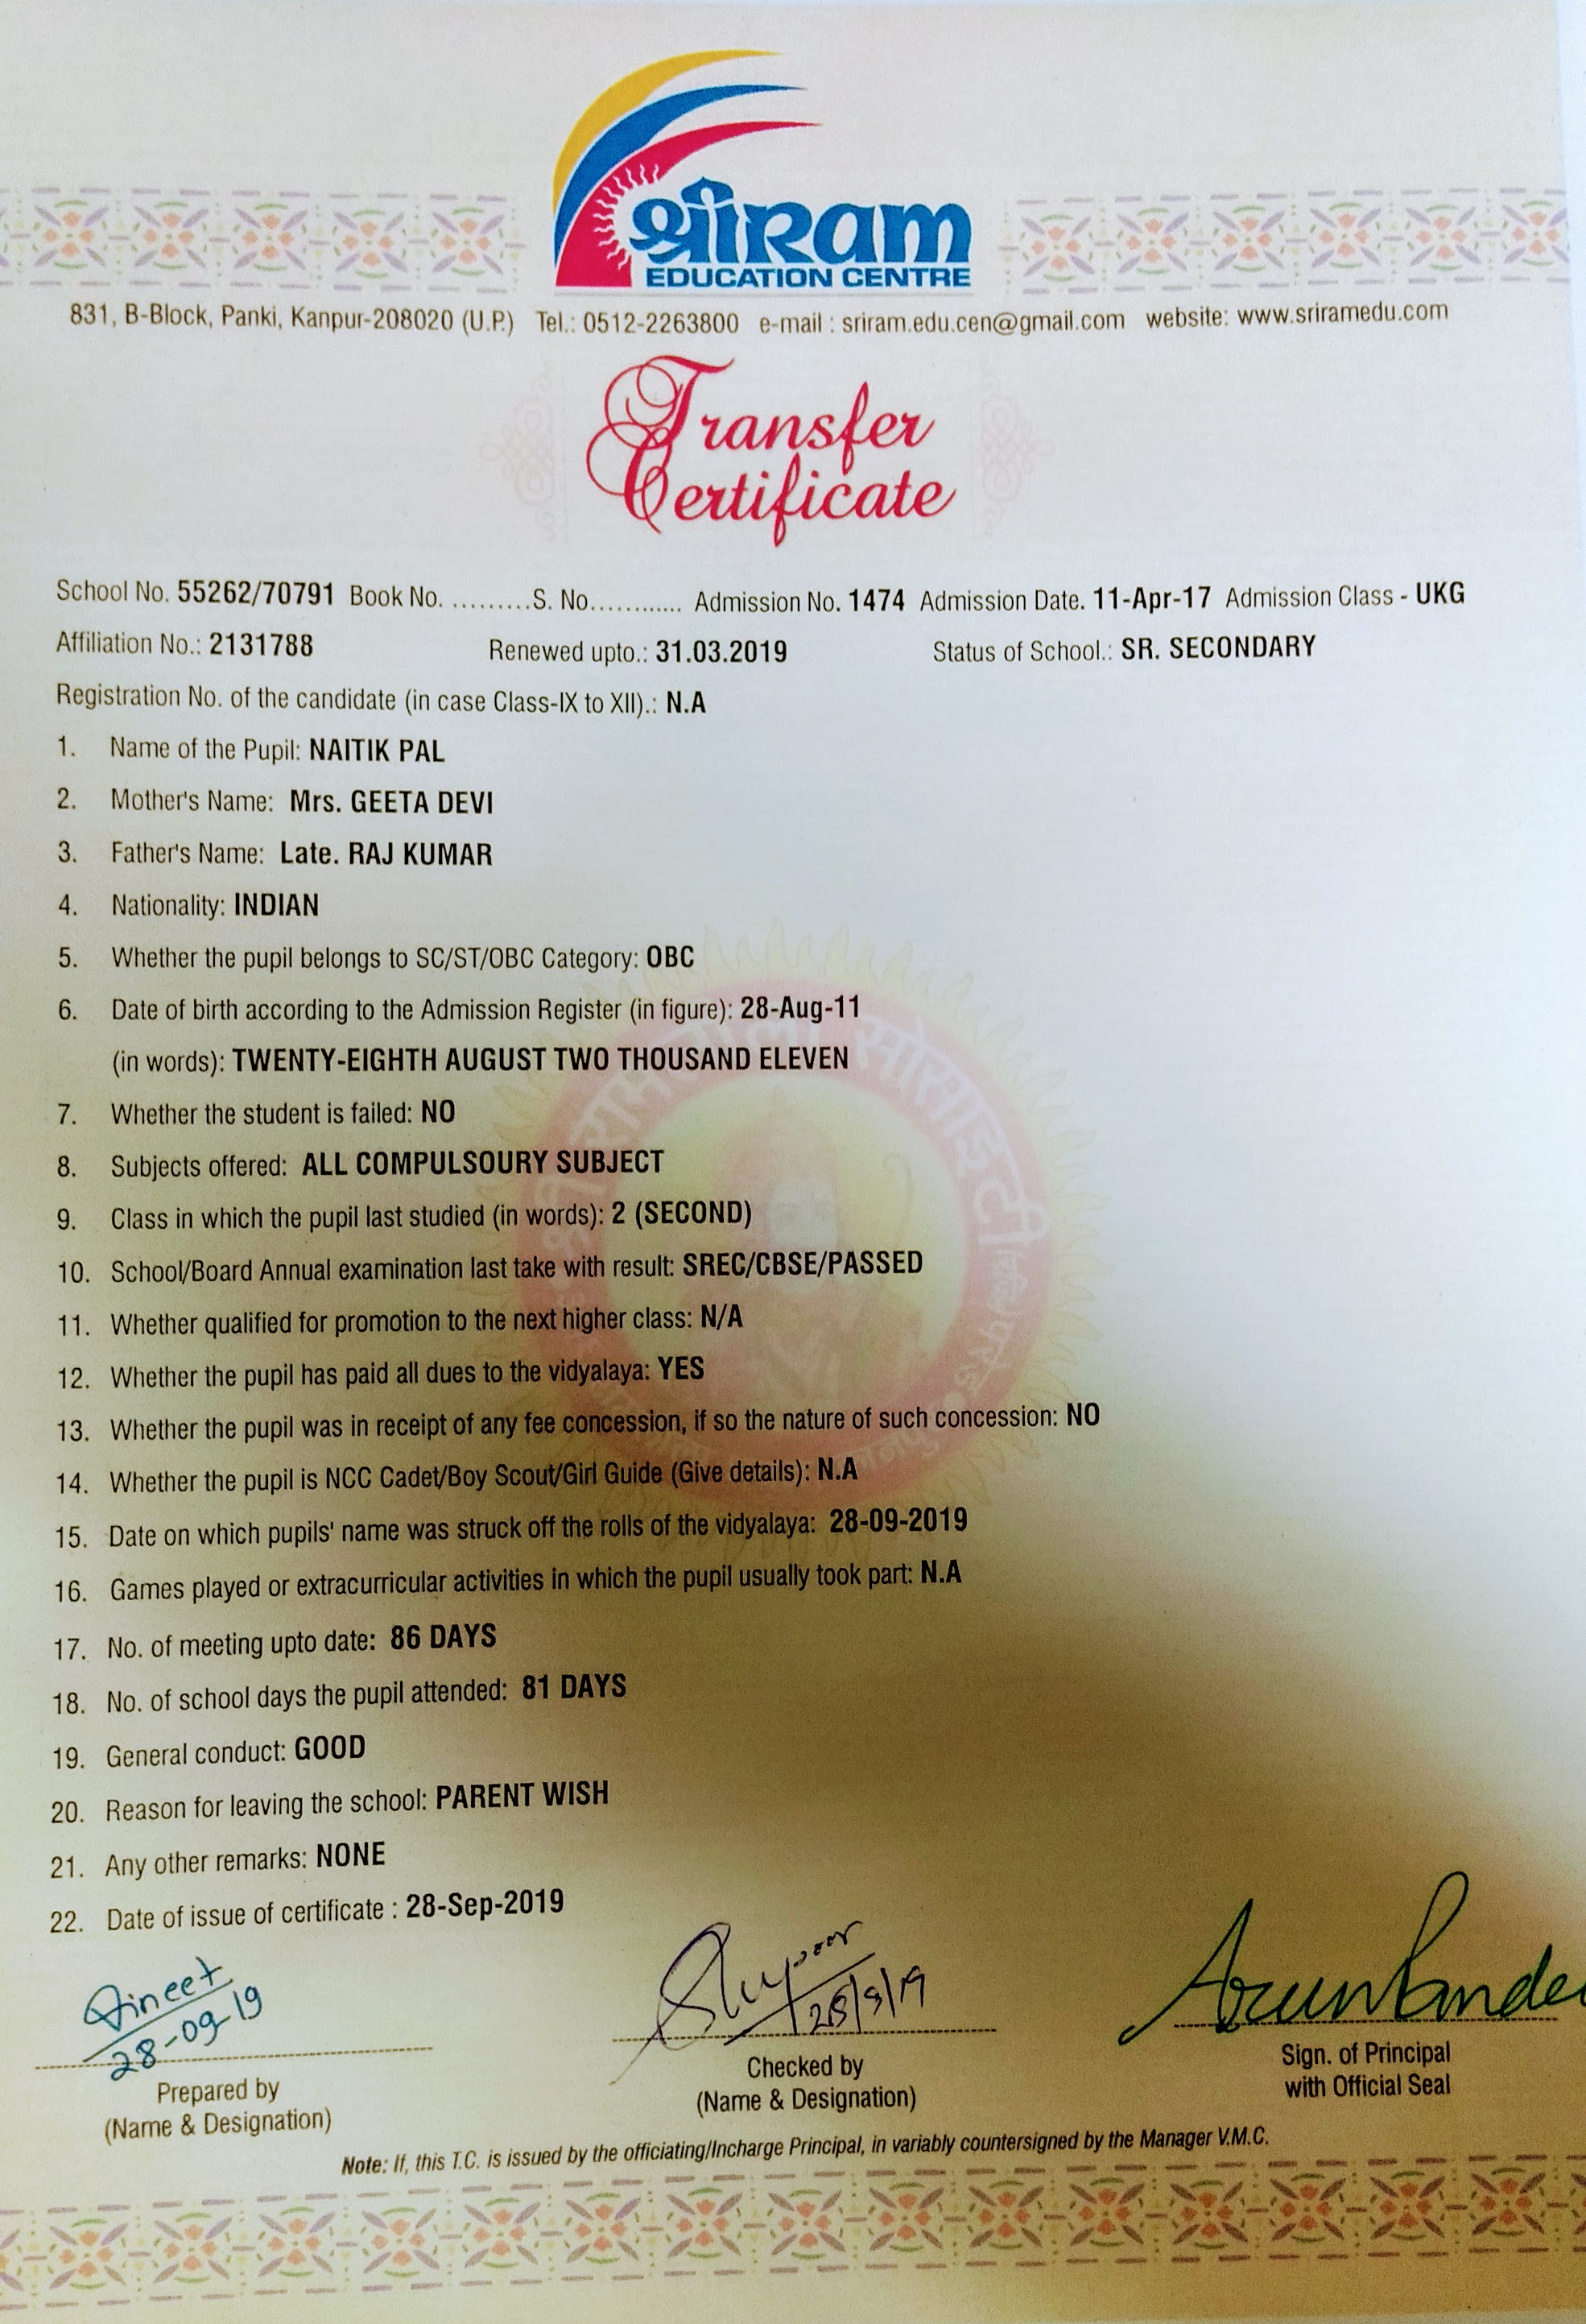 श्रीRam
EDUCATION CENTRE
831, B-Block, Panki, Kanpur-208020 (U.P.) Tel.: 0512-2263800 e-mail : sriram.edu.cen@gmail.com website: www.sriramedu.com
Transfer
Certificate
School No. 55262/70791 Book No. .........S. No............ Admission No. 1474 Admission Date. 11-Apr-17 Admission Class - UKG
Affiliation No.: 2131788 Renewed upto.: 31.03.2019 Status of School.: SR. SECONDARY
Registration No. of the candidate (in case Class-IX to XII).: N.A
1. Name of the Pupil: NAITIK PAL
2. Mother's Name: Mrs. GEETA DEVI
3. Father's Name: Late. RAJ KUMAR
4. Nationality: INDIAN
5. Whether the pupil belongs to SC/ST/OBC Category: OBC
6. Date of birth according to the Admission Register (in figure): 28-Aug-11
(in words): TWENTY-EIGHTH AUGUST TWO THOUSAND ELEVEN
7. Whether the student is failed: NO
8. Subjects offered: ALL COMPULSOURY SUBJECT
9. Class in which the pupil last studied (in words): 2 (SECOND)
10. School/Board Annual examination last take with result: SREC/CBSE/PASSED
11. Whether qualified for promotion to the next higher class: N/A
12. Whether the pupil has paid all dues to the vidyalaya: YES
13. Whether the pupil was in receipt of any fee concession, if so the nature of such concession: NO
14. Whether the pupil is NCC Cadet/Boy Scout/Girl Guide (Give details): N.A
15. Date on which pupils' name was struck off the rolls of the vidyalaya: 28-09-2019
16. Games played or extracurricular activities in which the pupil usually took part: N.A
17. No. of meeting upto date: 86 DAYS
18. No. of school days the pupil attended: 81 DAYS
19. General conduct: GOOD
20. Reason for leaving the school: PARENT WISH
21. Any other remarks: NONE
22. Date of issue of certificate : 28-Sep-2019
28-09-19
28/9/19
Prepared by
(Name & Designation)
Checked by
(Name & Designation)
Sign. of Principal
with Official Seal
Note: If, this T.C. is issued by the officiating/Incharge Principal, in variably countersigned by the Manager V.M.C.